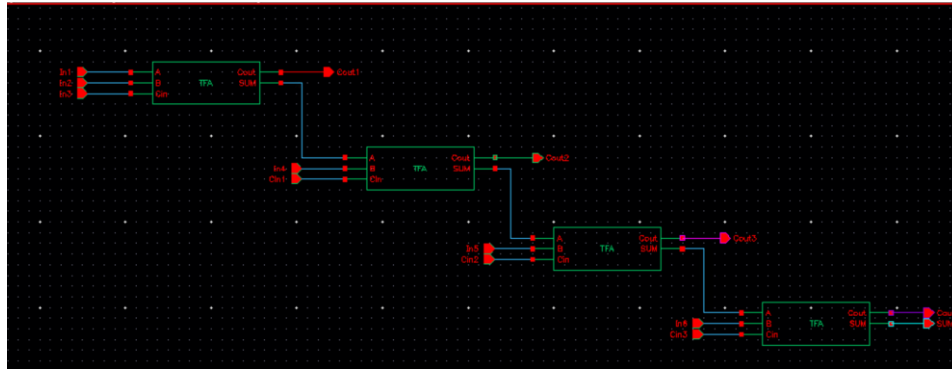 In1 A Cout Cout1
In2 B TFA SUM
In3 Cin
A Cout Cout2
In4 B TFA SUM
Cin1 Cin
A Cout Cout3
In5 B TFA SUM
Cin2 Cin
A Cout
In6 B TFA SUM
Cin3 Cin